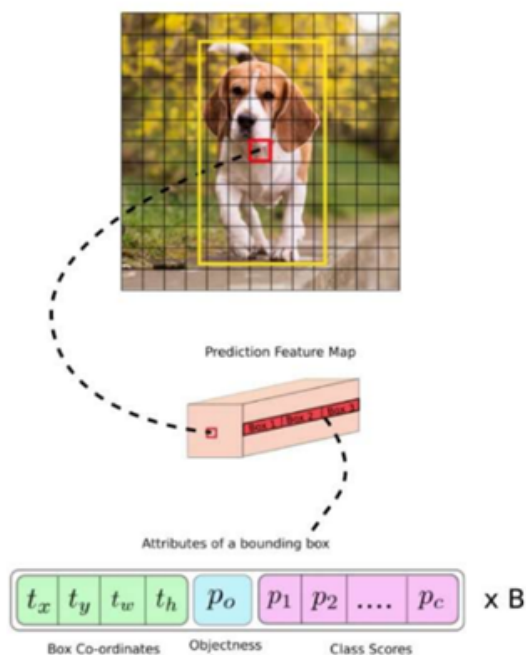 Prediction Feature Map
Box 1 Box 2 Box 3
Attributes of a bounding box
t_x t_y t_w t_h p_o p_1 p_2 .... p_c x B
Box Co-ordinates Objectness Class Scores